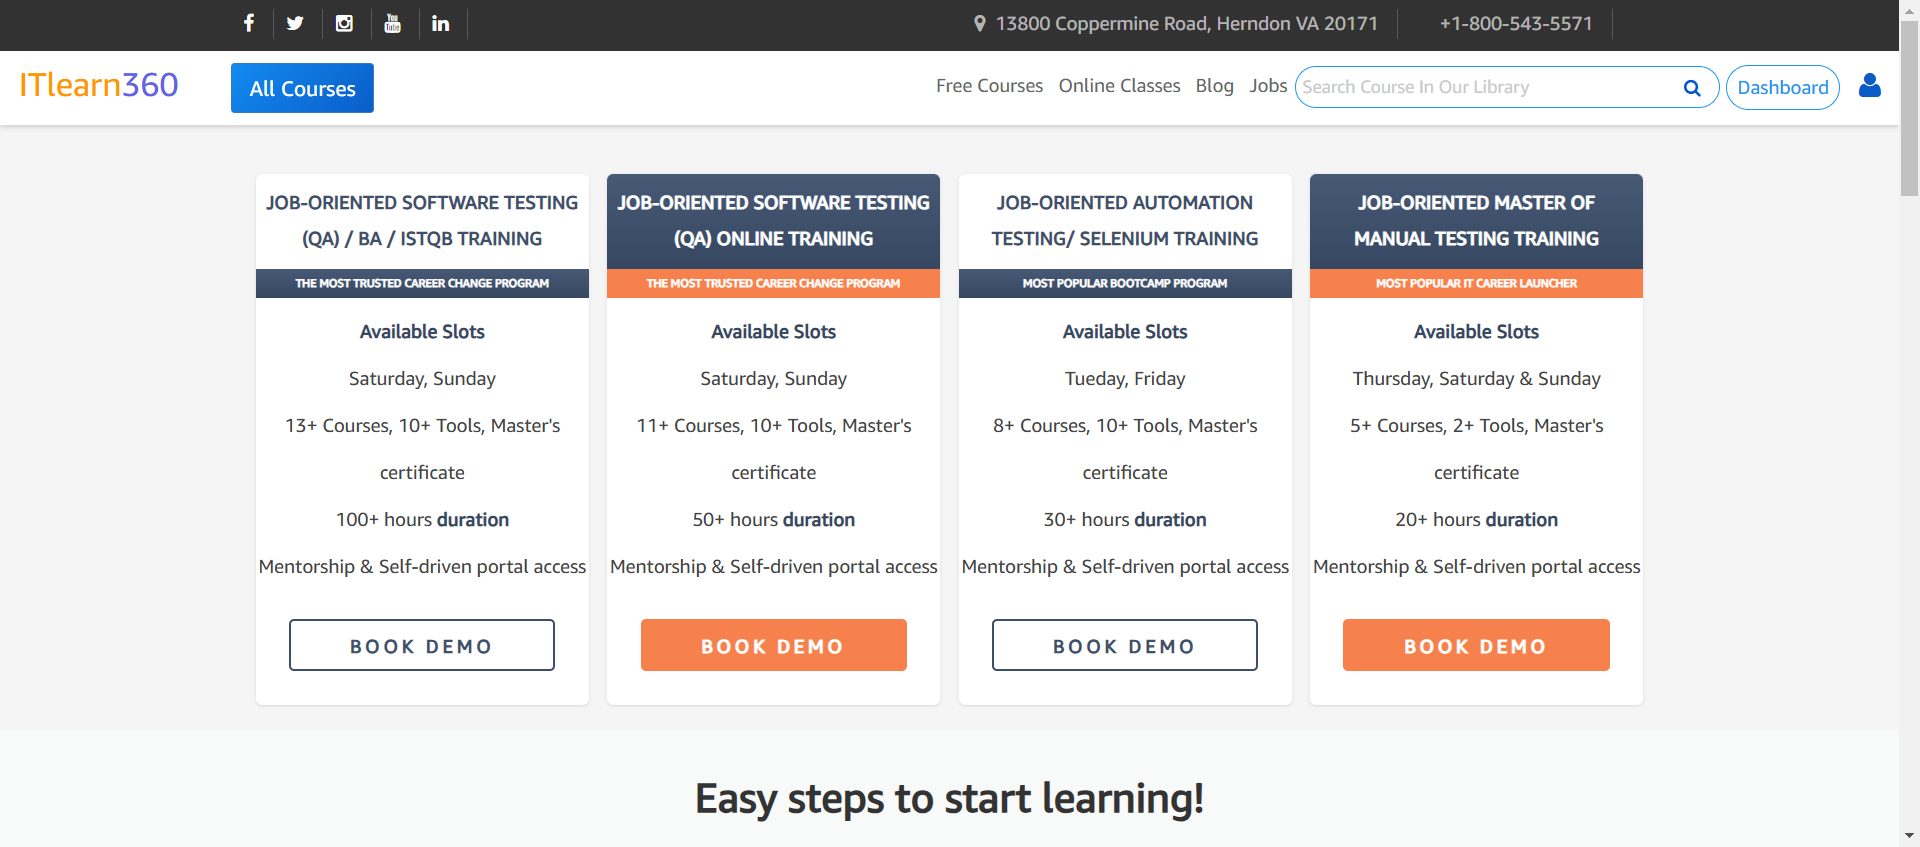 13800 Coppermine Road, Herndon VA 20171
+1-800-543-5571
ITlearn360
All Courses
Free Courses
Online Classes
Blog
Jobs
Search Course In Our Library
Dashboard
JOB-ORIENTED SOFTWARE TESTING
(QA) / BA / ISTQB TRAINING
THE MOST TRUSTED CAREER CHANGE PROGRAM
Available Slots
Saturday, Sunday
13+ Courses, 10+ Tools, Master's
certificate
100+ hours duration
Mentorship & Self-driven portal access
BOOK DEMO
JOB-ORIENTED SOFTWARE TESTING
(QA) ONLINE TRAINING
THE MOST TRUSTED CAREER CHANGE PROGRAM
Available Slots
Saturday, Sunday
11+ Courses, 10+ Tools, Master's
certificate
50+ hours duration
Mentorship & Self-driven portal access
BOOK DEMO
JOB-ORIENTED AUTOMATION
TESTING/ SELENIUM TRAINING
MOST POPULAR BOOTCAMP PROGRAM
Available Slots
Tueday, Friday
8+ Courses, 10+ Tools, Master's
certificate
30+ hours duration
Mentorship & Self-driven portal access
BOOK DEMO
JOB-ORIENTED MASTER OF
MANUAL TESTING TRAINING
MOST POPULAR IT CAREER LAUNCHER
Available Slots
Thursday, Saturday & Sunday
5+ Courses, 2+ Tools, Master's
certificate
20+ hours duration
Mentorship & Self-driven portal access
BOOK DEMO
Easy steps to start learning!